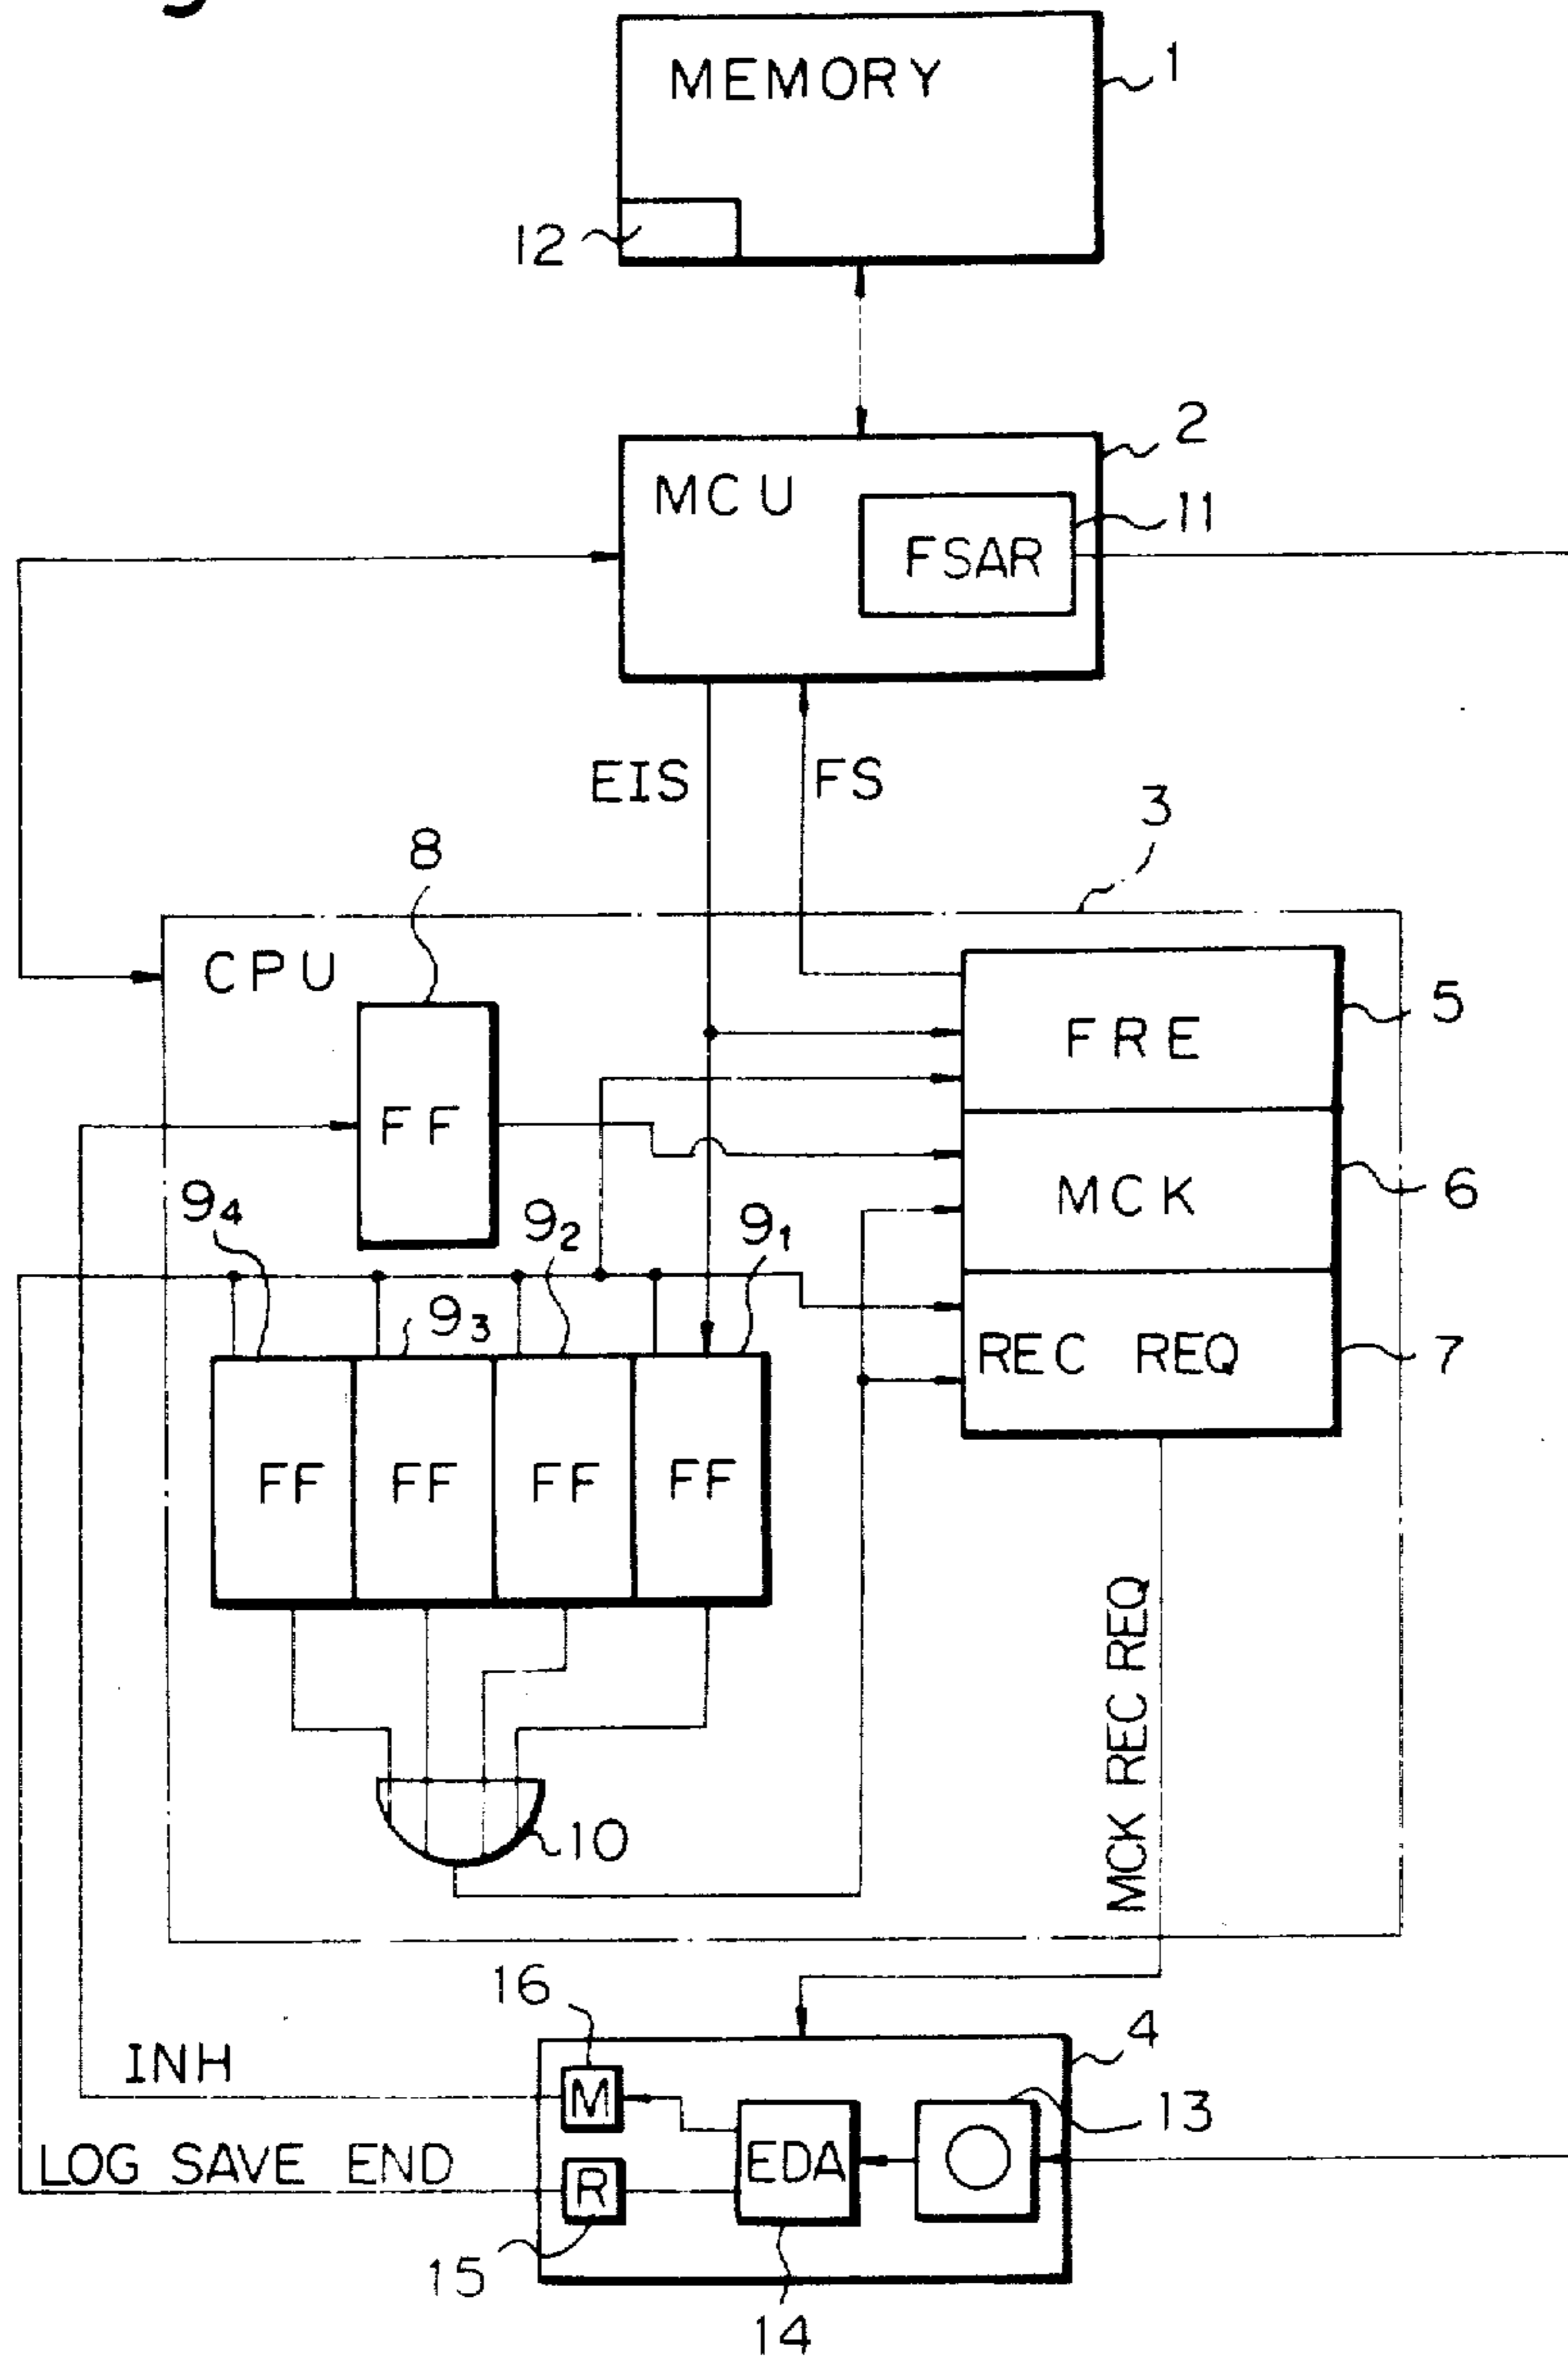 MEMORY
1
12
2
MCU
11
FSAR
EIS
FS
3
8
CPU
5
FRE
FF
6
MCK
9₄
9₂
9₁
9₃
REC REQ
7
FF
FF
FF
FF
MCK REC REQ
10
16
4
INH
M
13
LOG SAVE END
EDA
R
15
14